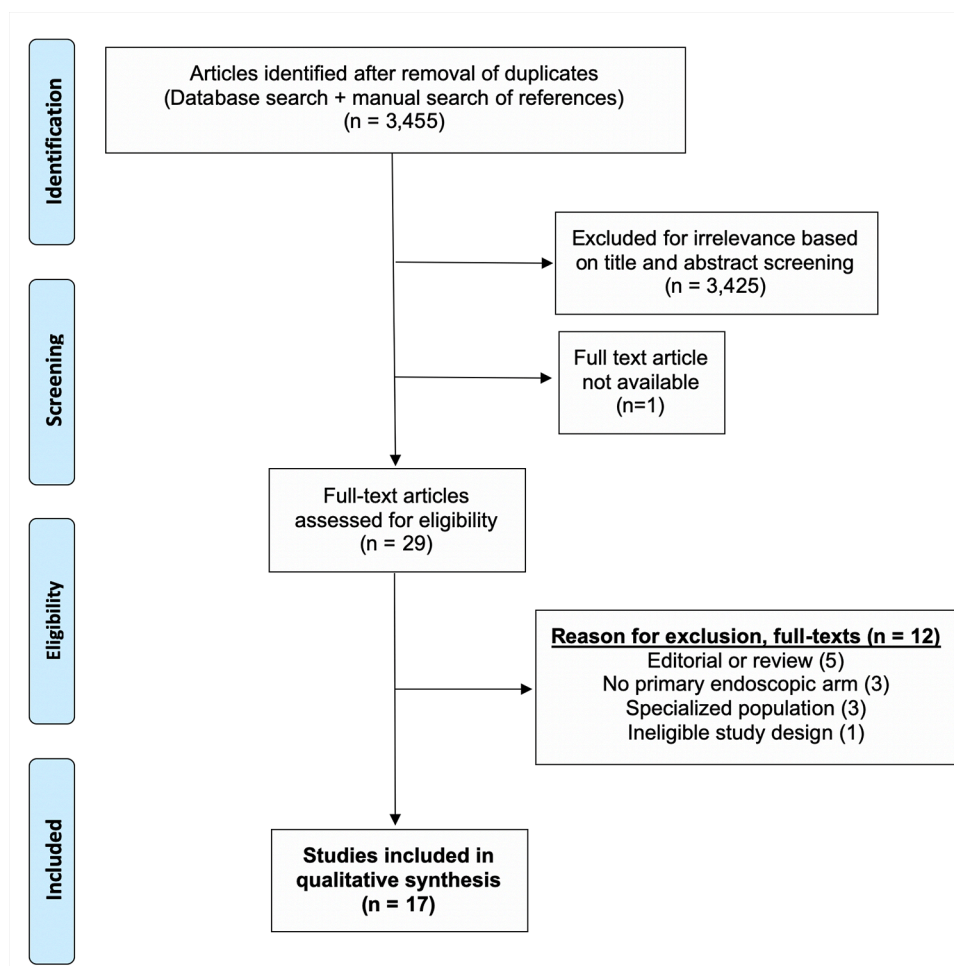 Identification
Articles identified after removal of duplicates
(Database search + manual search of references)
(n = 3,455)
Excluded for irrelevance based
on title and abstract screening
(n = 3,425)
Screening
Full text article
not available
(n=1)
Full-text articles
assessed for eligibility
(n = 29)
Eligibility
Reason for exclusion, full-texts (n = 12)
Editorial or review (5)
No primary endoscopic arm (3)
Specialized population (3)
Ineligible study design (1)
Included
Studies included in
qualitative synthesis
(n = 17)